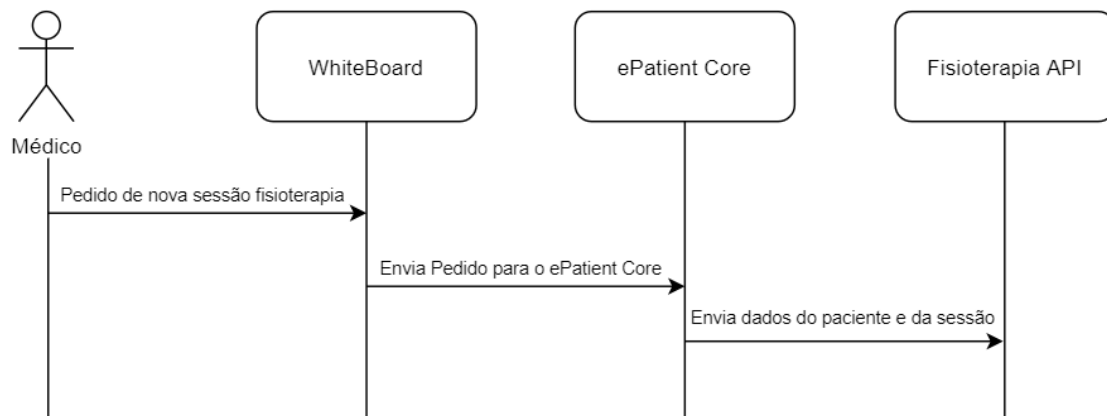 WhiteBoard
ePatient Core
Fisioterapia API
Médico
Pedido de nova sessão fisioterapia
Envia Pedido para o ePatient Core
Envia dados do paciente e da sessão